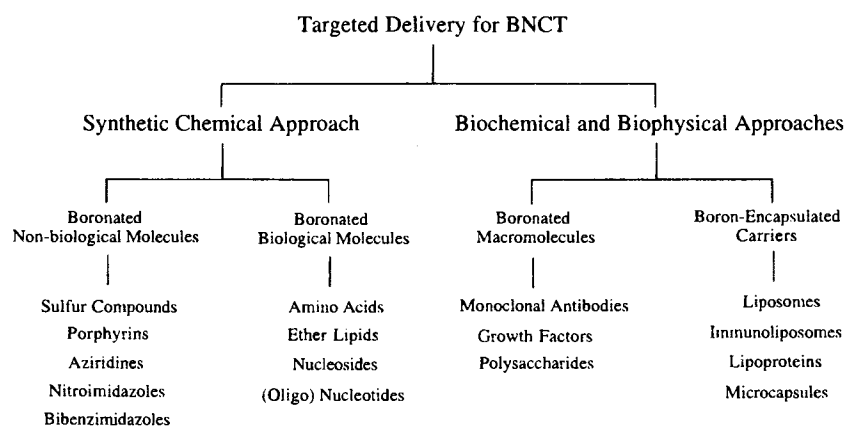 Targeted Delivery for BNCT
Synthetic Chemical Approach
Biochemical and Biophysical Approaches
Boronated
Non-biological Molecules
Boronated
Biological Molecules
Boronated
Macromolecules
Boron-Encapsulated
Carriers
Sulfur Compounds
Porphyrins
Aziridines
Nitroimidazoles
Bibenzimidazoles
Amino Acids
Ether Lipids
Nucleosides
(Oligo) Nucleotides
Monoclonal Antibodies
Growth Factors
Polysaccharides
Liposomes
Immunoliposomes
Lipoproteins
Microcapsules